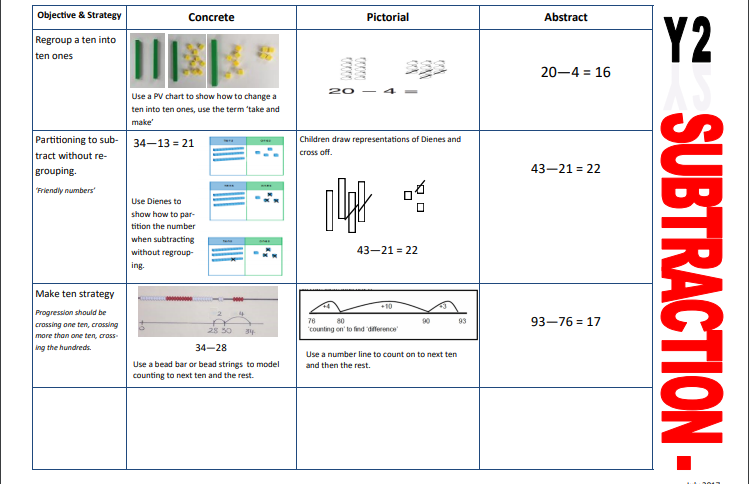 Objective & Strategy
Concrete
Pictorial
Abstract
Y2
SUBTRACTION -
Regroup a ten into
ten ones
Use a PV chart to show how to change a
ten into ten ones, use the term 'take and
make'
20 — 4 =
20—4 = 16
Partitioning to sub-
tract without re-
grouping.
'Friendly numbers'
34—13 = 21
Use Dienes to
show how to par-
tition the number
when subtracting
without regroup-
ing.
Children draw representations of Dienes and
cross off.
43—21 = 22
43—21 = 22
Make ten strategy
Progression should be
crossing one ten, crossing
more than one ten, cross-
ing the hundreds.
2 4
0 28 30 34
34—28
Use a bead bar or bead strings to model
counting to next ten and the rest.
+4 +10 +3
76 80 90 93
'counting on' to find 'difference'
Use a number line to count on to next ten
and then the rest.
93—76 = 17